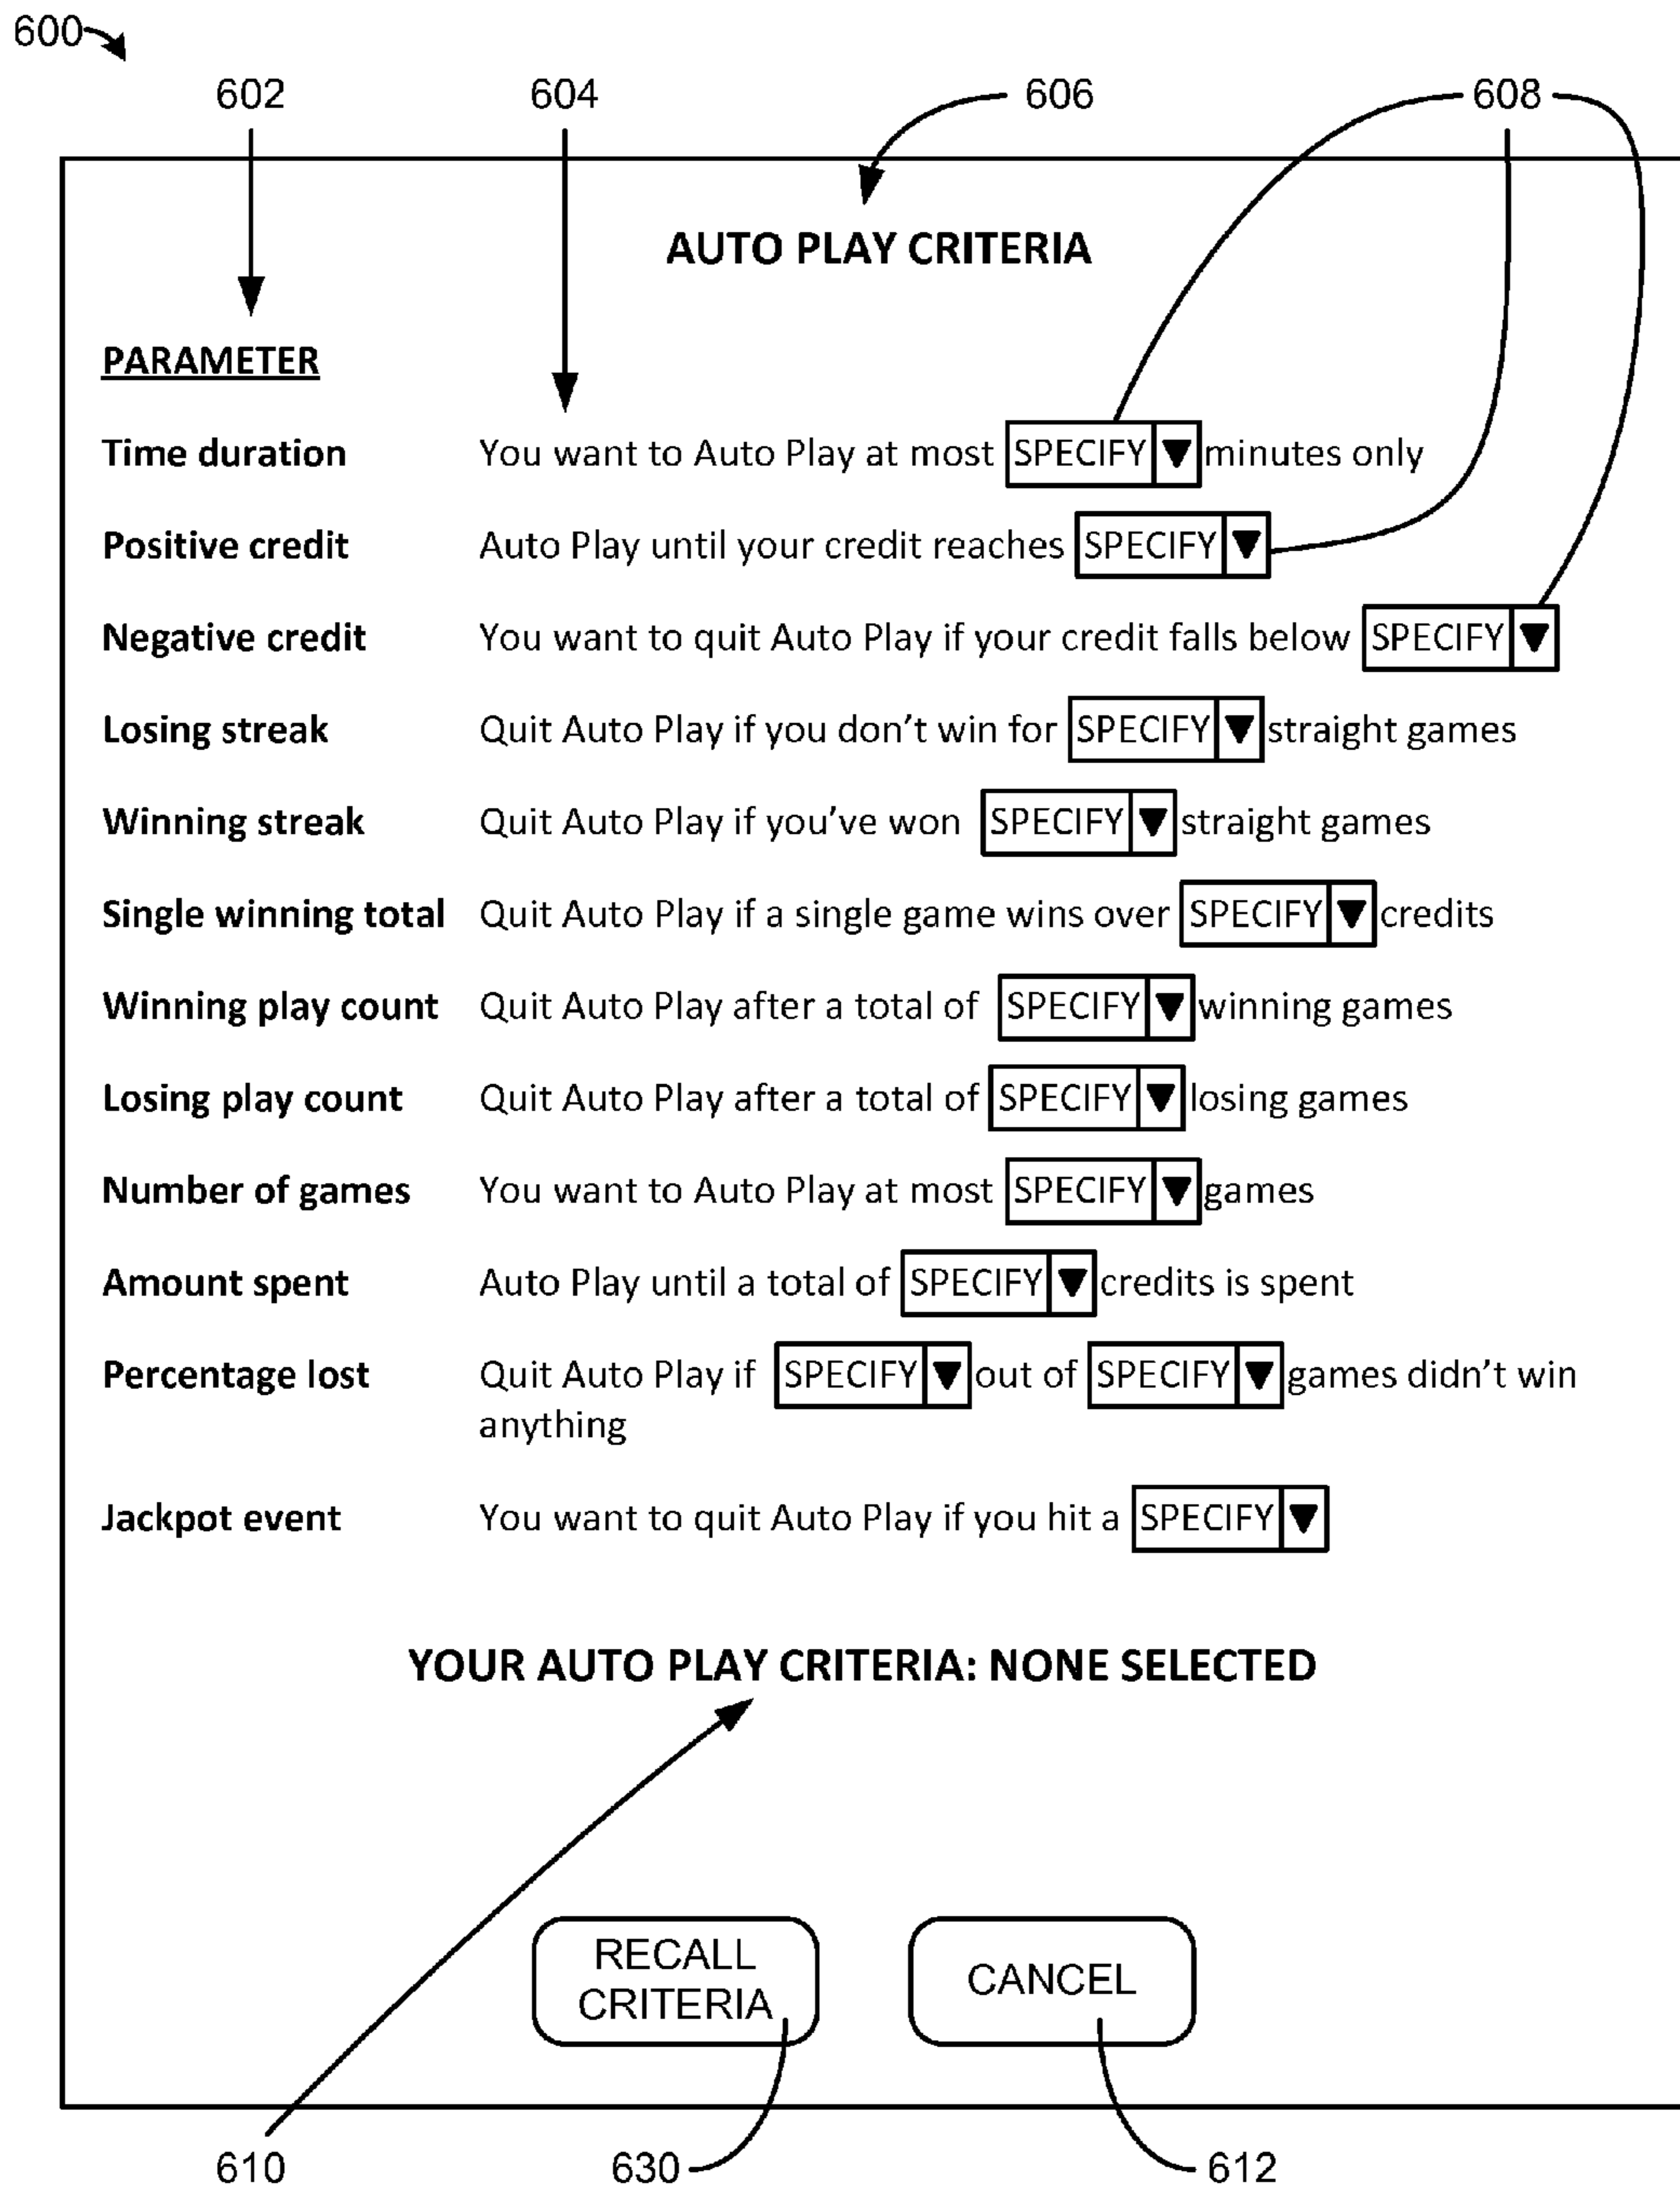 600
602 604 606 608
AUTO PLAY CRITERIA
PARAMETER
Time duration You want to Auto Play at most SPECIFY minutes only
Positive credit Auto Play until your credit reaches SPECIFY
Negative credit You want to quit Auto Play if your credit falls below SPECIFY
Losing streak Quit Auto Play if you don't win for SPECIFY straight games
Winning streak Quit Auto Play if you've won SPECIFY straight games
Single winning total Quit Auto Play if a single game wins over SPECIFY credits
Winning play count Quit Auto Play after a total of SPECIFY winning games
Losing play count Quit Auto Play after a total of SPECIFY losing games
Number of games You want to Auto Play at most SPECIFY games
Amount spent Auto Play until a total of SPECIFY credits is spent
Percentage lost Quit Auto Play if SPECIFY out of SPECIFY games didn't win
anything
Jackpot event You want to quit Auto Play if you hit a SPECIFY
YOUR AUTO PLAY CRITERIA: NONE SELECTED
RECALL
CRITERIA
CANCEL
610 630 612